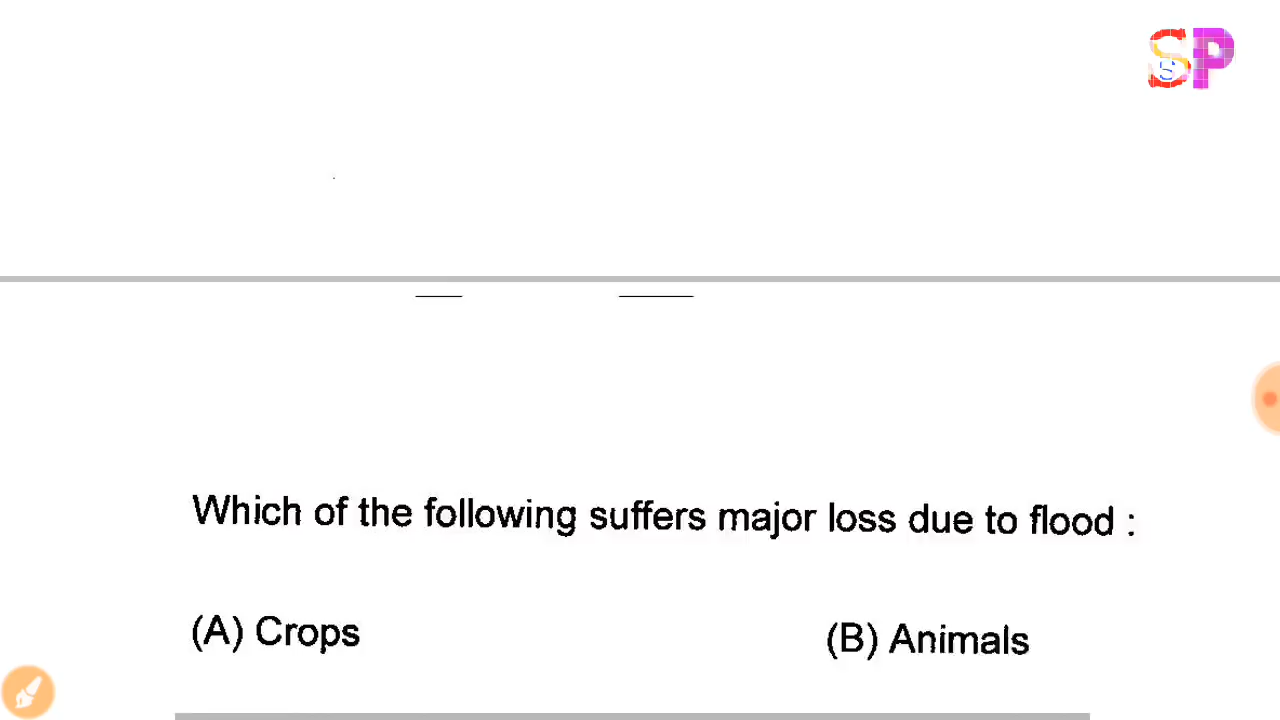 SP
S
Which of the following suffers major loss due to flood :
(A) Crops
(B) Animals